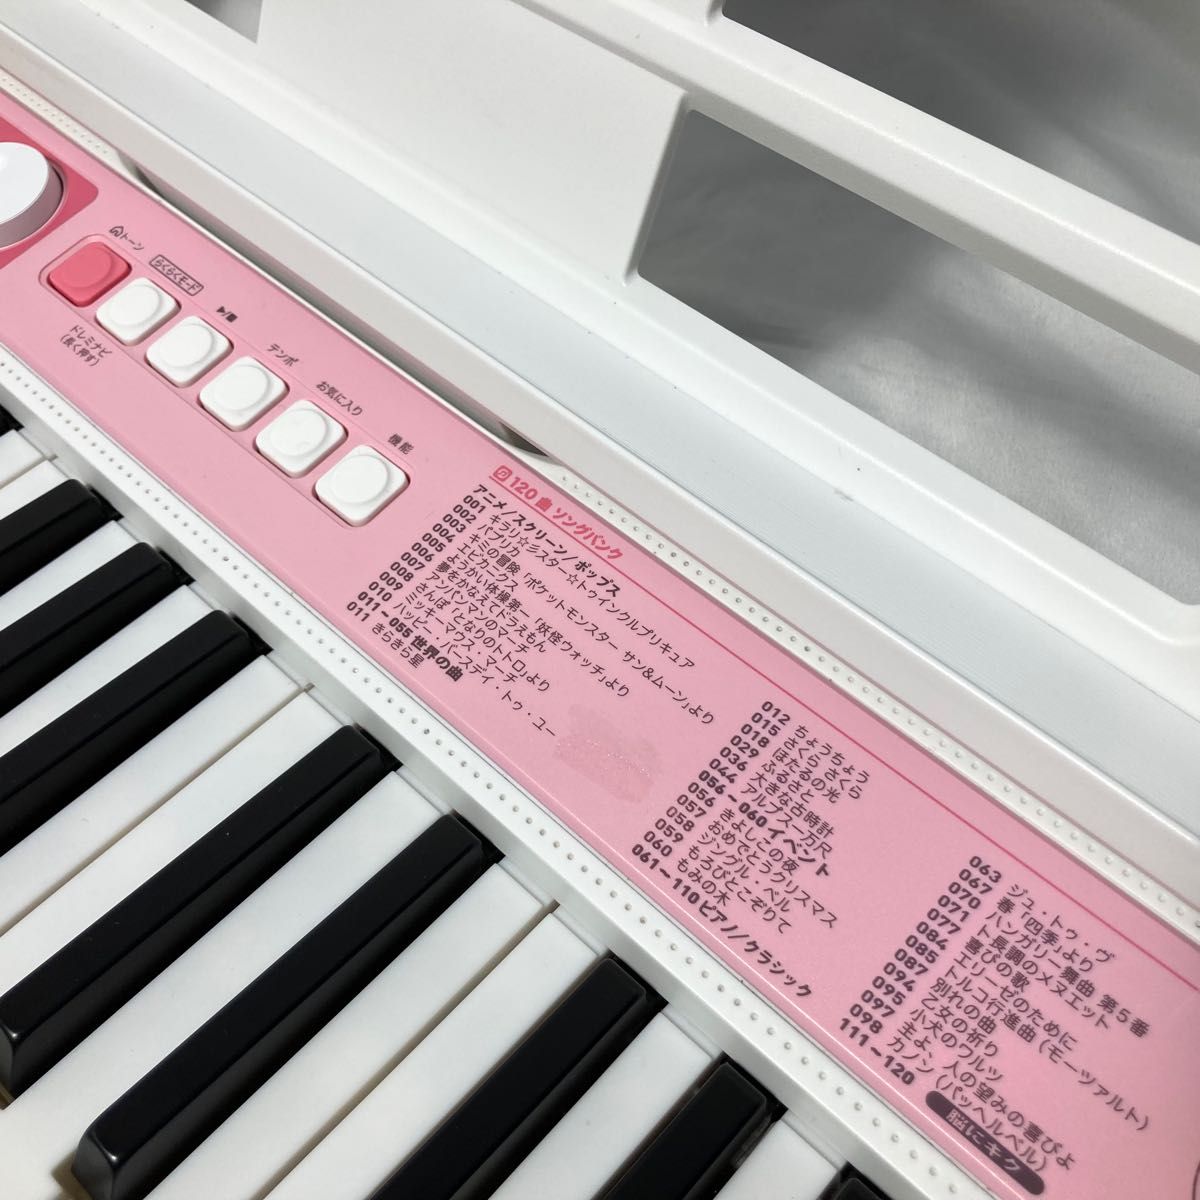 トーン
らくらくモード
▶/■
テンポ
お気に入り
機能
ドレミナビ
(長く押す)
120曲 ソングバンク
アニメ/スクリーン/ポップス
001 キラリ☆彡スター☆トゥインクルプリキュア
002 パプリカ
003 キミの冒険「ポケットモンスター サン&ムーン」より
004 エビカニクス
005 ようかい体操第一「妖怪ウォッチ」より
006 夢をかなえてドラえもん
007 アンパンマンのマーチ
008 さんぽ「となりのトトロ」より
009 ミッキーマウス・マーチ
010 ハッピー・バースデイ・トゥ・ユー
011~055 世界の曲
011 きらきら星
012 ちょうちょう
015 さくら さくら
018 ほたるの光
029 ふるさと
036 大きな古時計
044 アルプス一万尺
056~060 イベント
056 きよしこの夜
057 おめでとうクリスマス
058 ジングル・ベル
059 もろびとこぞりて
060 もみの木
061~110 ピアノ/クラシック
063 ジュ・トゥ・ヴ
067 春「四季」より
070 ハンガリー舞曲 第5番
071 ト長調のメヌエット
077 喜びの歌
084 エリーゼのために
085 トルコ行進曲(モーツァルト)
087 別れの曲
094 乙女の祈り
095 小犬のワルツ
097 主よ、人の望みの喜びよ
098 カノン(パッヘルベル)
111~120 脳にキク